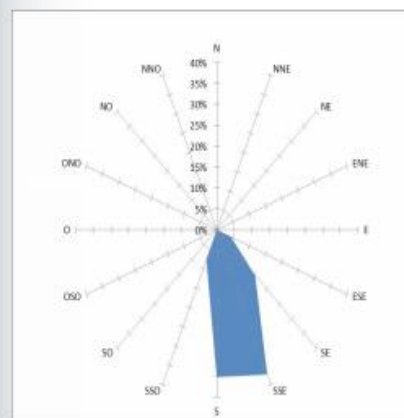 N
NNO
NNE
40%
35%
NO
NE
30%
25%
20%
ONO
ENE
15%
10%
5%
O
0%
E
OSO
ESE
SO
SE
SSO
SSE
S